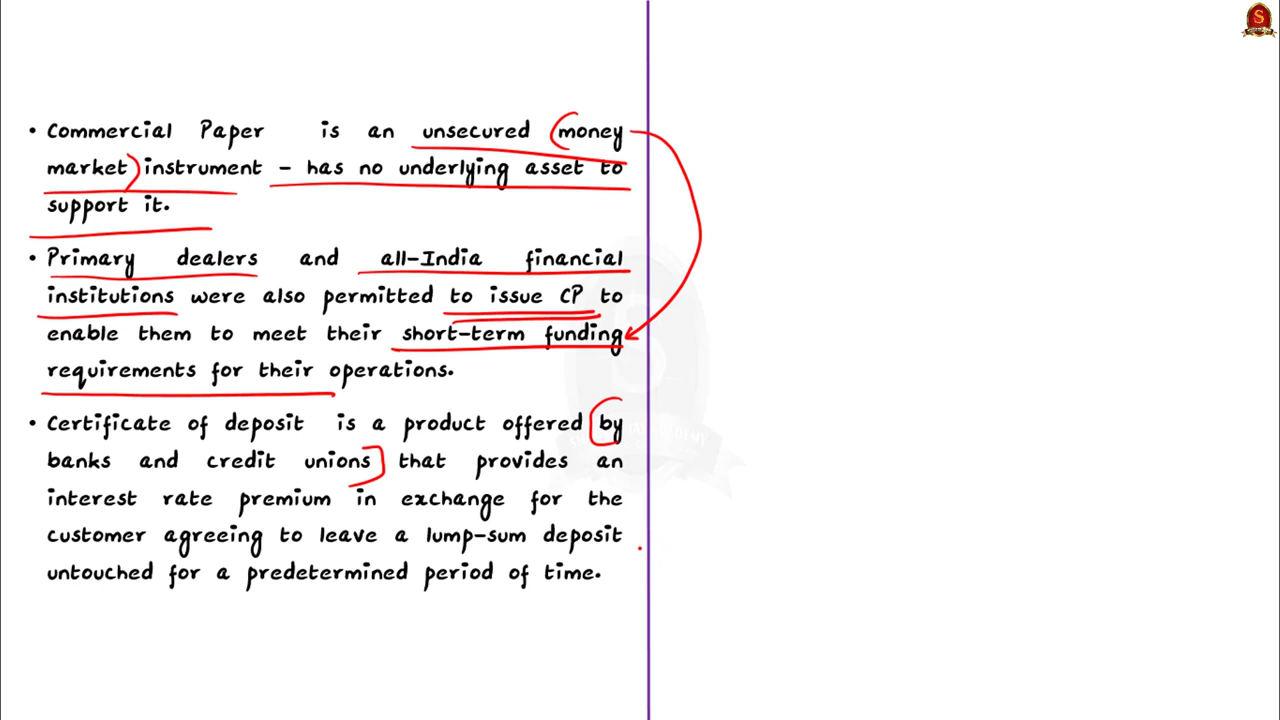 • Commercial Paper is an unsecured (money
market) instrument - has no underlying asset to
support it.
• Primary dealers and all-India financial
institutions were also permitted to issue CP to
enable them to meet their short-term funding
requirements for their operations.
• Certificate of deposit is a product offered [by
banks and credit unions] that provides an
interest rate premium in exchange for the
customer agreeing to leave a lump-sum deposit
untouched for a predetermined period of time.
S